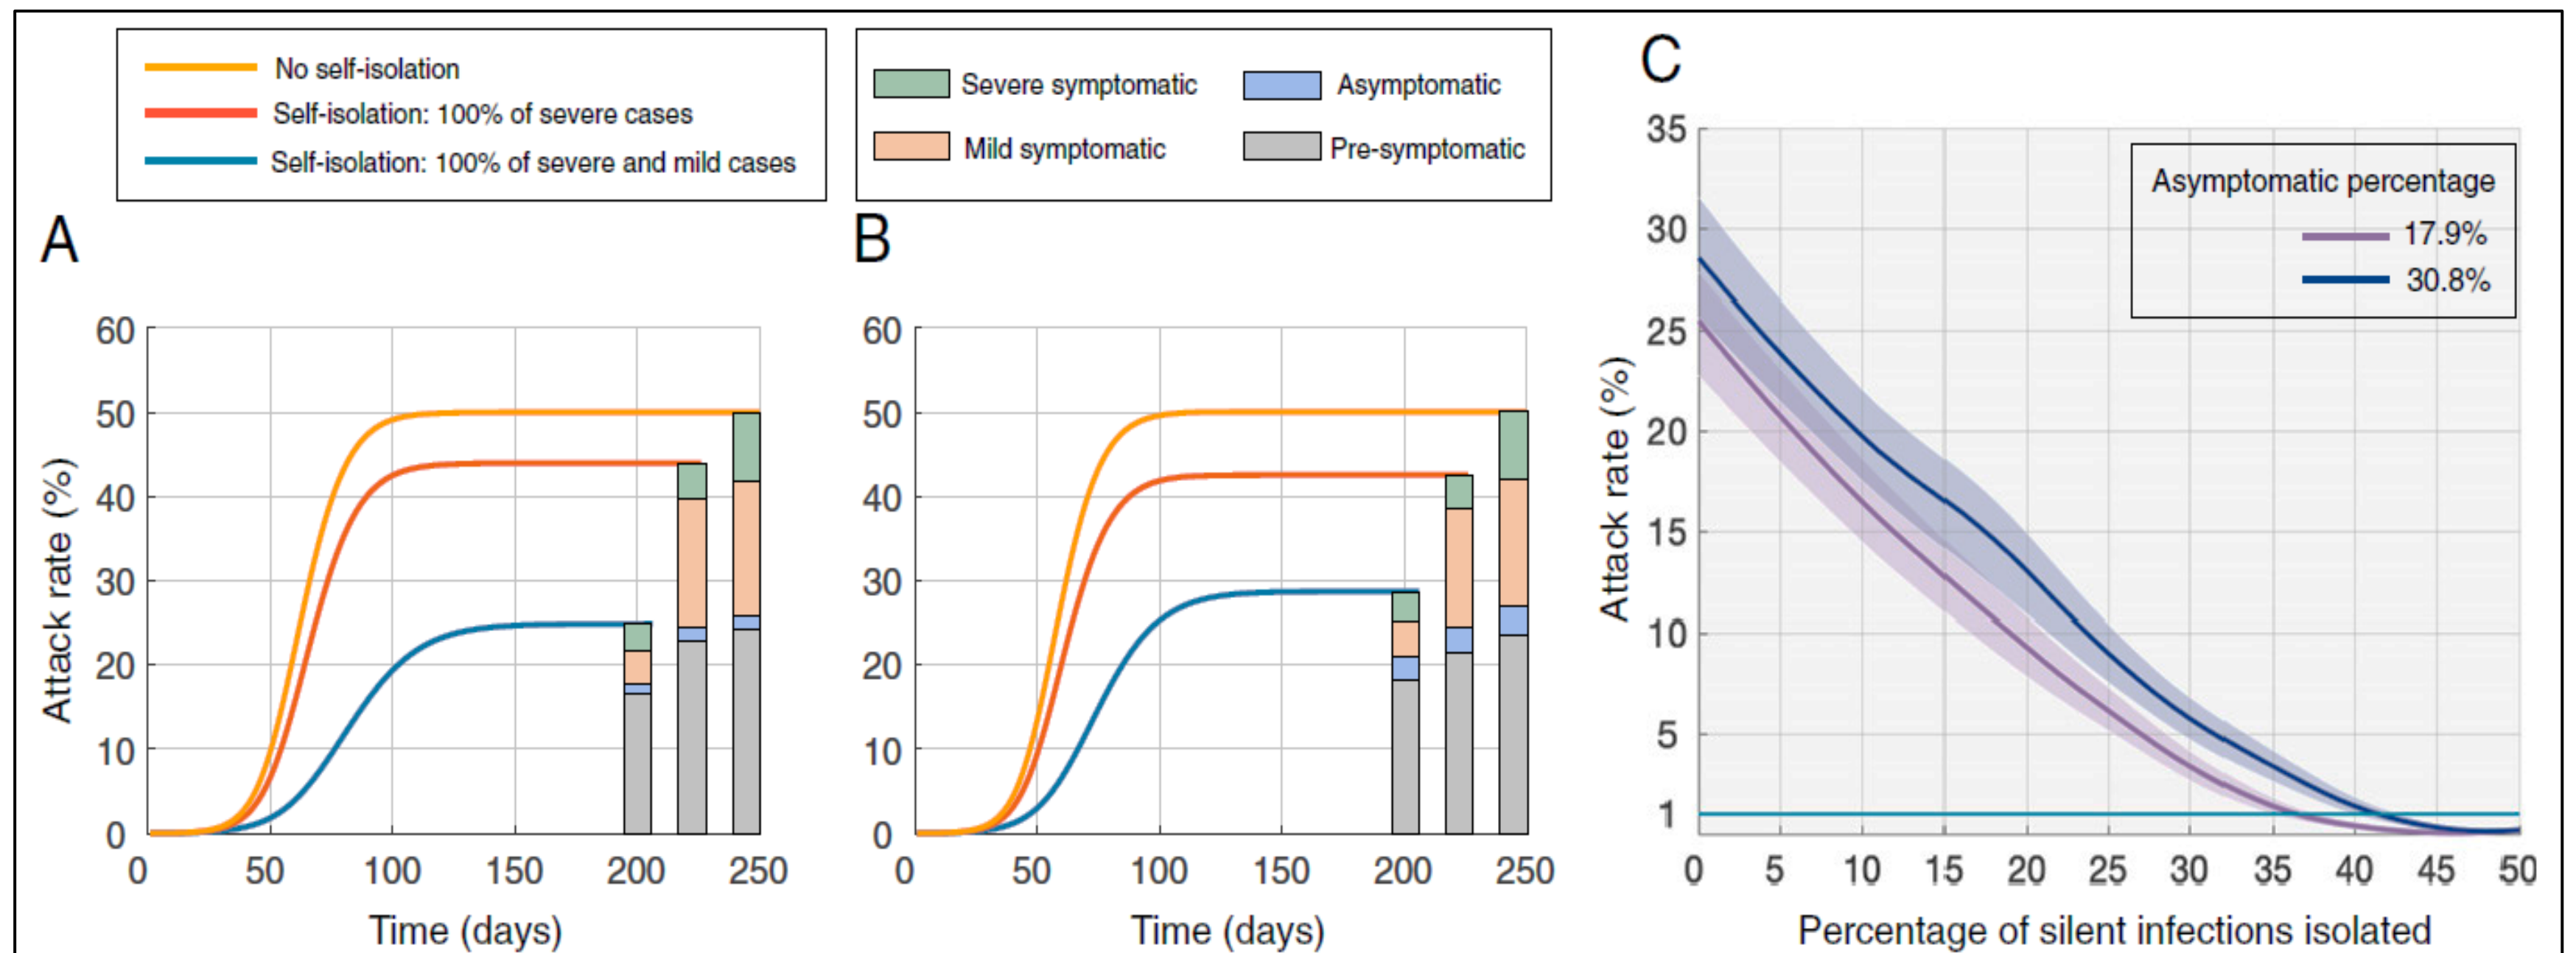 No self-isolation
Self-isolation: 100% of severe cases
Self-isolation: 100% of severe and mild cases
Severe symptomatic
Asymptomatic
Mild symptomatic
Pre-symptomatic
A
60
50
40
30
20
10
0
Attack rate (%)
0 50 100 150 200 250
Time (days)
B
60
50
40
30
20
10
0
0 50 100 150 200 250
Time (days)
C
35
30
25
20
15
10
5
1
Attack rate (%)
Asymptomatic percentage
17.9%
30.8%
0 5 10 15 20 25 30 35 40 45 50
Percentage of silent infections isolated